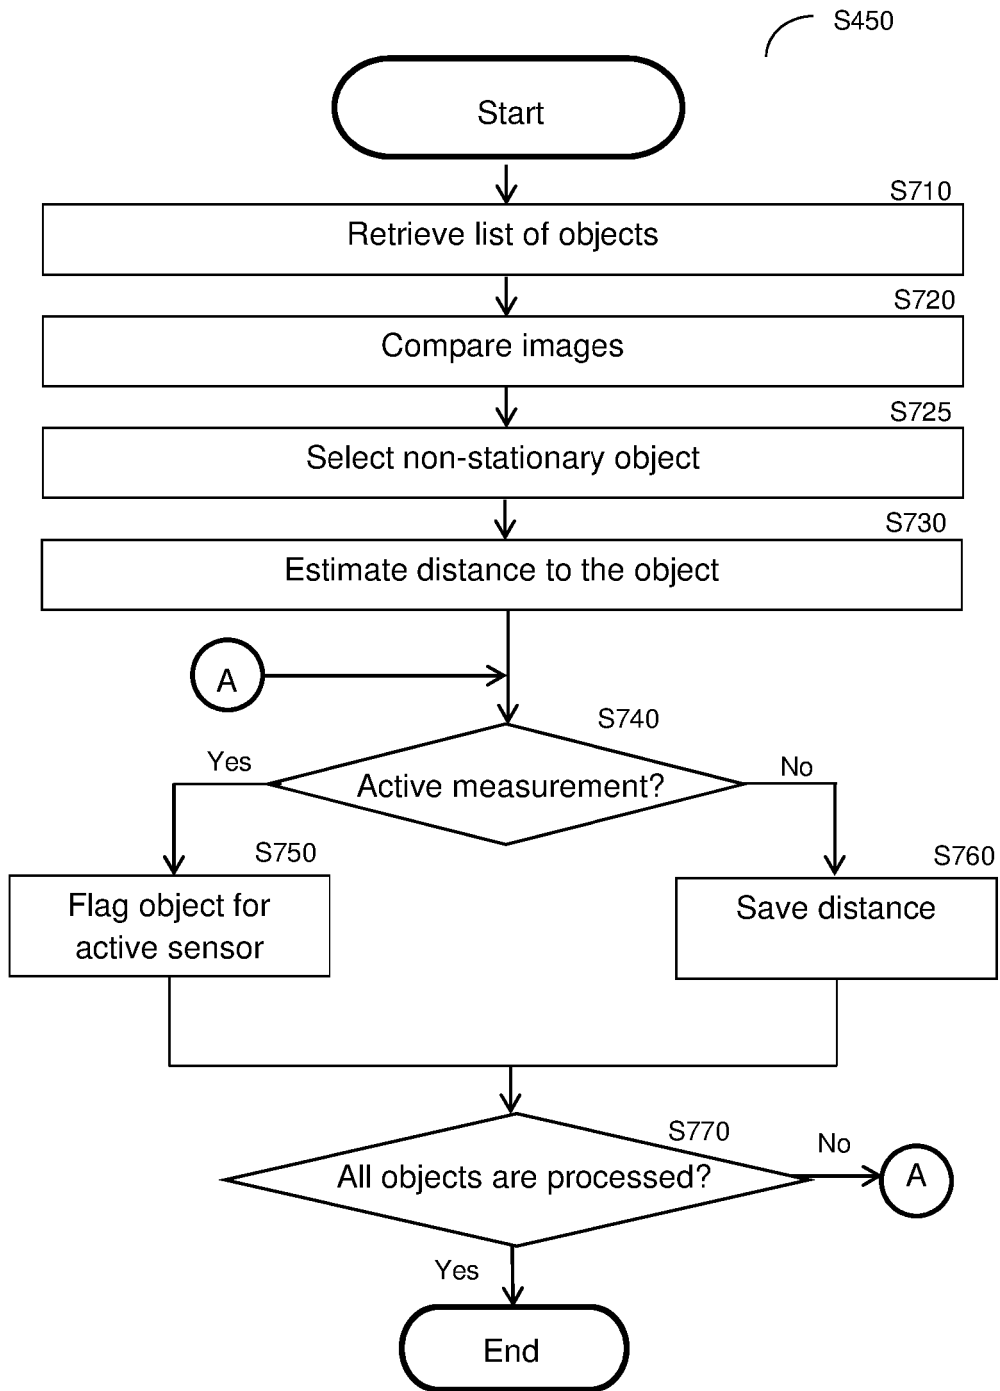 S450
Start
S710
Retrieve list of objects
S720
Compare images
S725
Select non-stationary object
S730
Estimate distance to the object
A
S740
Yes
Active measurement?
No
S750
Flag object for
active sensor
S760
Save distance
S770
All objects are processed?
No
A
Yes
End